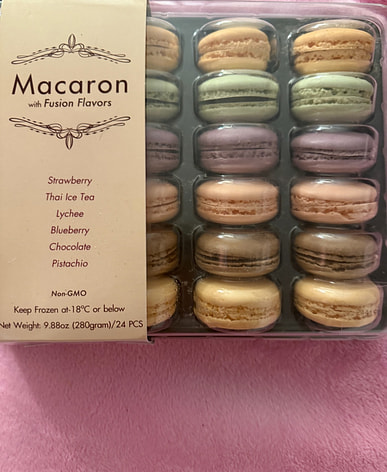 Macaron
with Fusion Flavors
Strawberry
Thai Ice Tea
Lychee
Blueberry
Chocolate
Pistachio
Non-GMO
Keep Frozen at-18°C or below
Net Weight: 9.88oz (280gram)/24 PCS